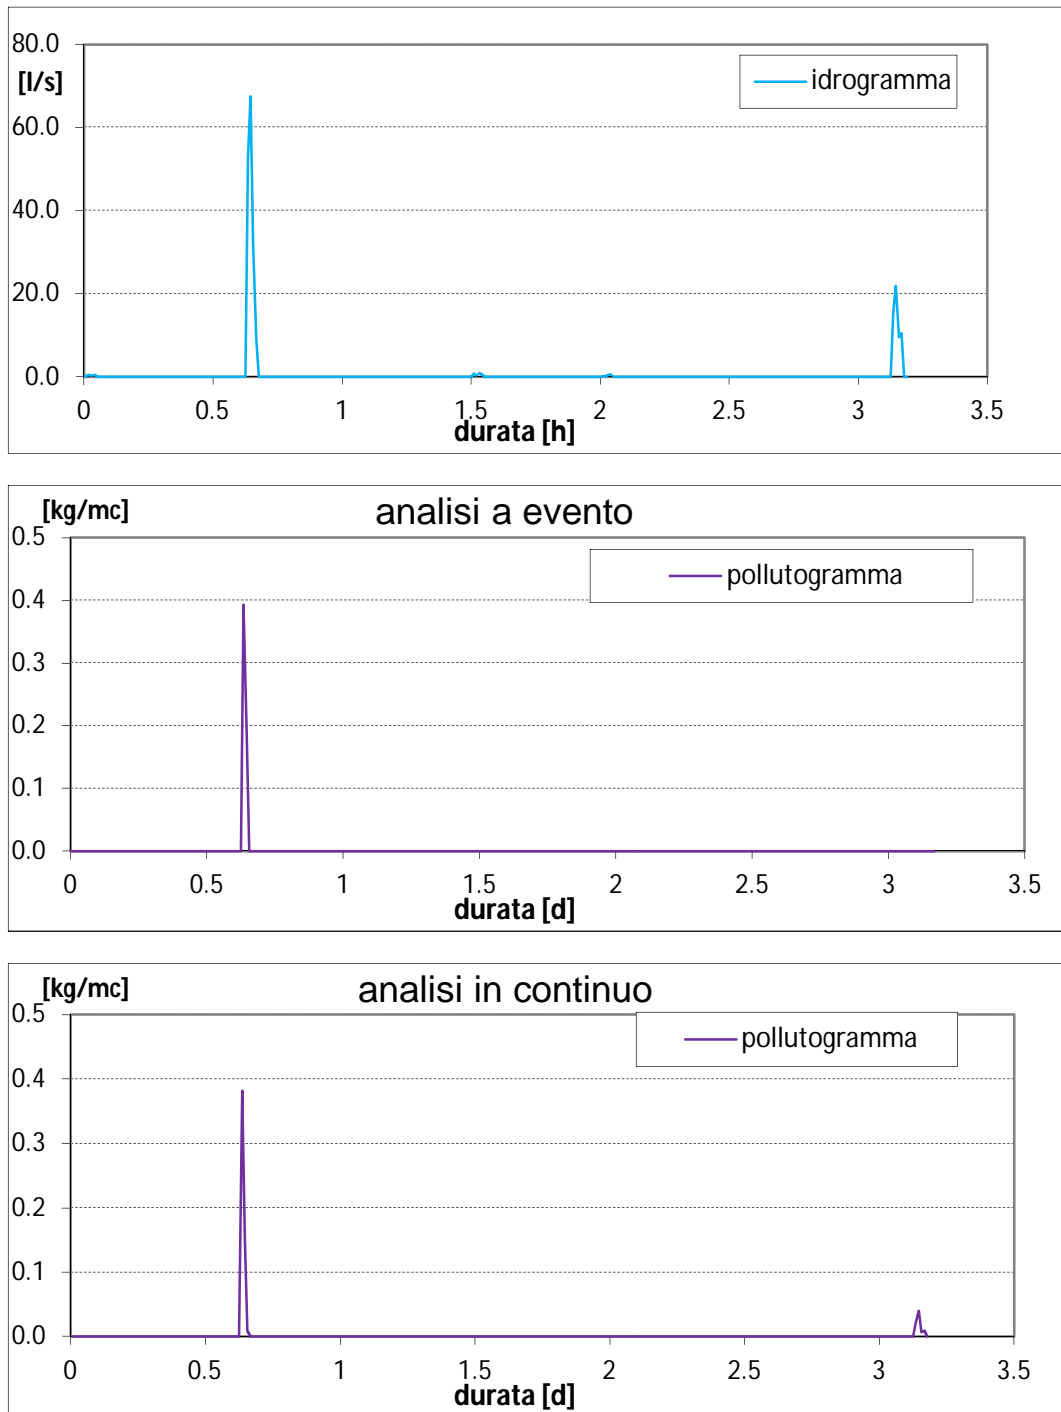 80.0
[l/s]
idrogramma
60.0
40.0
20.0
0.0
0 0.5 1 1.5 2 2.5 3 3.5
durata [h]
[kg/mc]
analisi a evento
0.5
pollutogramma
0.4
0.3
0.2
0.1
0.0
0 0.5 1 1.5 2 2.5 3 3.5
durata [d]
[kg/mc]
analisi in continuo
0.5
pollutogramma
0.4
0.3
0.2
0.1
0.0
0 0.5 1 1.5 2 2.5 3 3.5
durata [d]